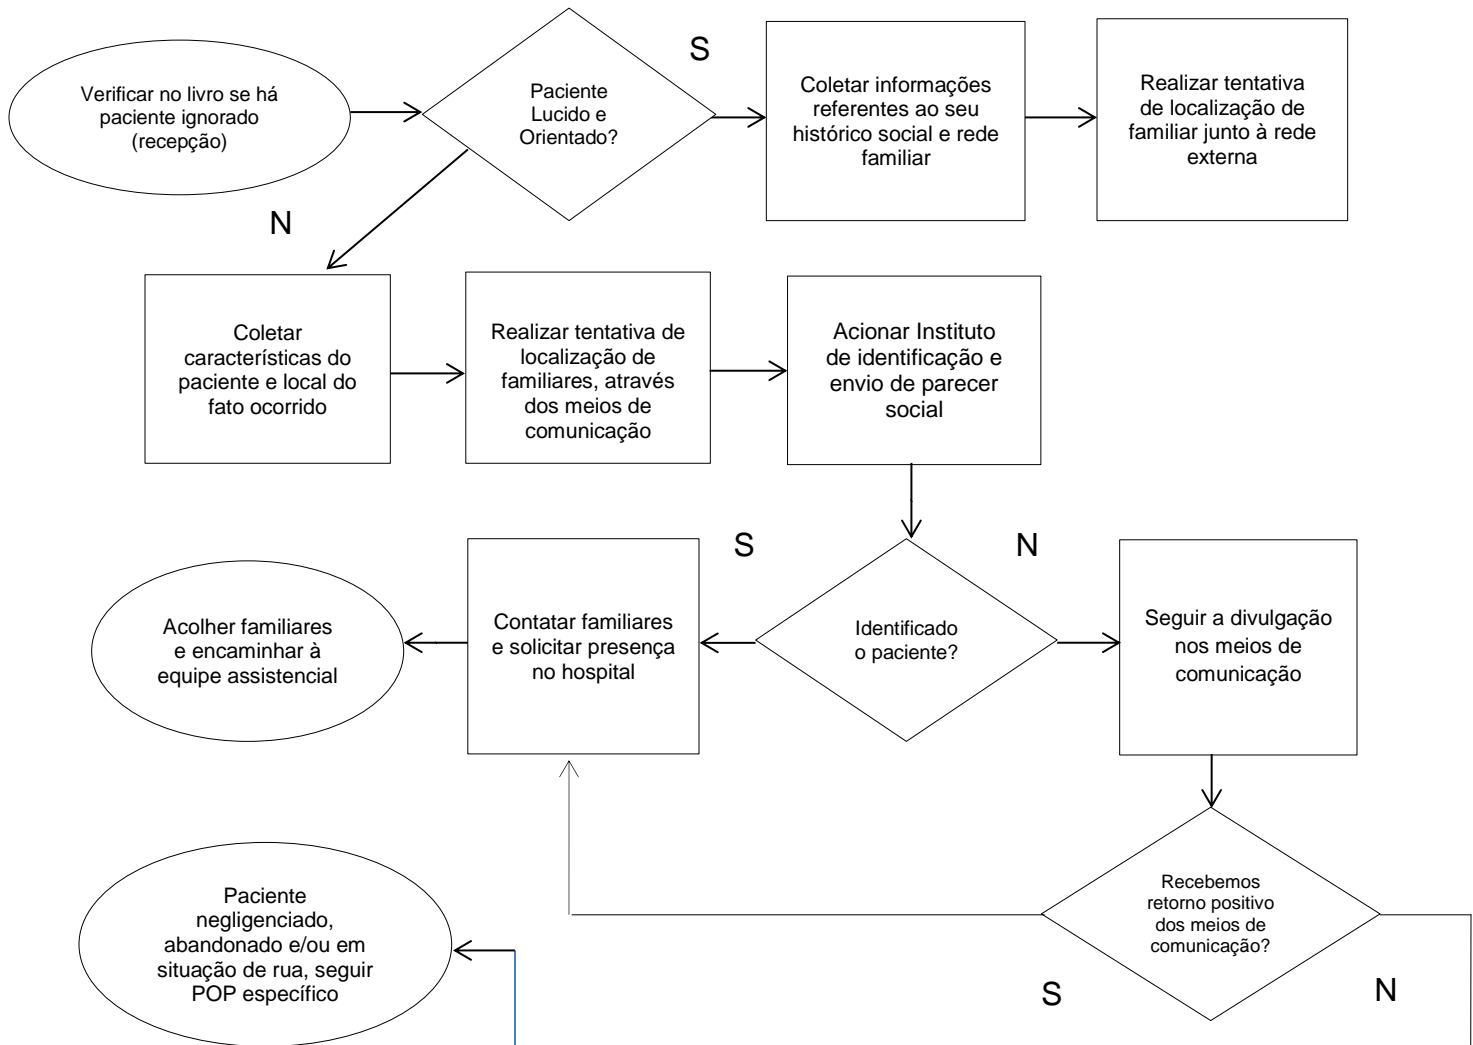 Verificar no livro se há
paciente ignorado
(recepção)
Paciente
Lucido e
Orientado?
S
Coletar informações
referentes ao seu
histórico social e rede
familiar
Realizar tentativa
de localização de
familiar junto à rede
externa
N
Coletar
características do
paciente e local do
fato ocorrido
Realizar tentativa de
localização de
familiares, através
dos meios de
comunicação
Acionar Instituto
de identificação e
envio de parecer
social
Identificado
o paciente?
S
N
Contatar familiares
e solicitar presença
no hospital
Acolher familiares
e encaminhar à
equipe assistencial
Seguir a divulgação
nos meios de
comunicação
Recebemos
retorno positivo
dos meios de
comunicação?
S
N
Paciente
negligenciado,
abandonado e/ou em
situação de rua, seguir
POP específico